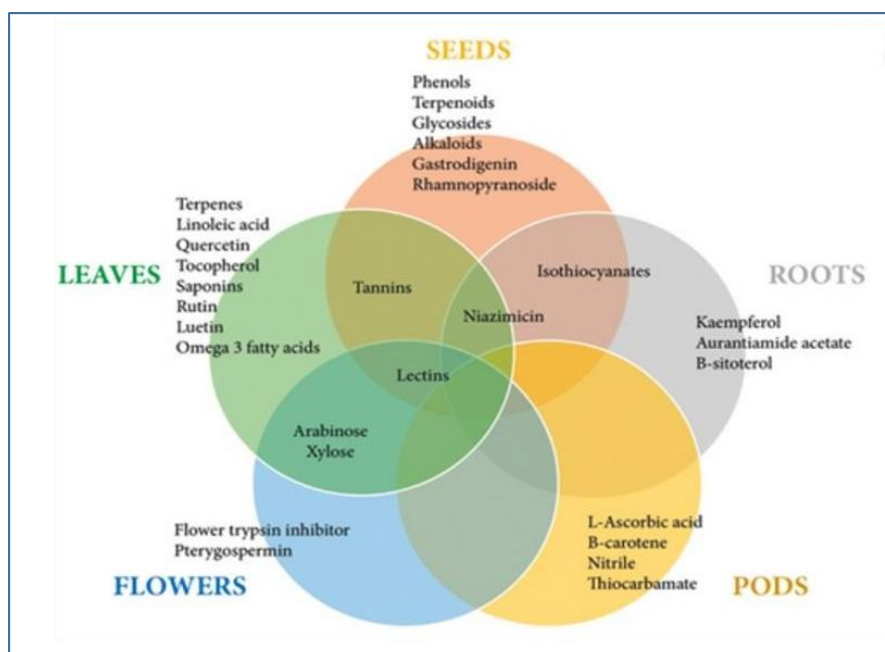 SEEDS
Phenols
Terpenoids
Glycosides
Alkaloids
Gastrodigenin
Rhamnopyranoside
LEAVES
Terpenes
Linoleic acid
Quercetin
Tocopherol
Saponins
Rutin
Luetin
Omega 3 fatty acids
Tannins
Niazimicin
Isothiocyanates
ROOTS
Kaempferol
Aurantiamide acetate
B-sitoterol
Lectins
Arabinose
Xylose
Flower trypsin inhibitor
Pterygospermin
FLOWERS
L-Ascorbic acid
B-carotene
Nitrile
Thiocarbamate
PODS